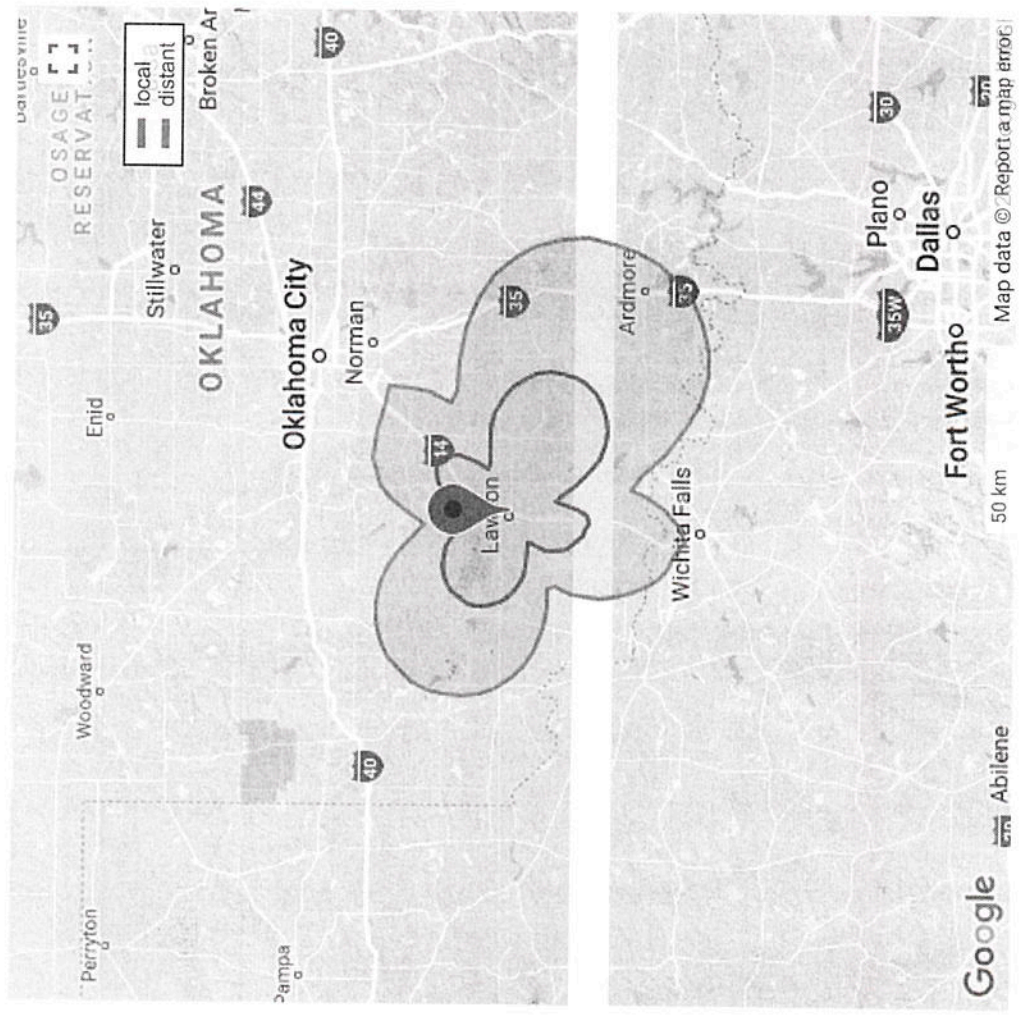 OSAGE
RESERVAT
35
Perryton
Woodward
Enid
local
distant
Stillwater
Broken Ar
OKLAHOMA
44
Pampa
Oklahoma City
40
Norman
40
35
Lawton
Ardmore
35
Wichita Falls
Plano
30
35W
Dallas
Fort Worth
Google
Abilene
50 km
Map data ©
Report a map error